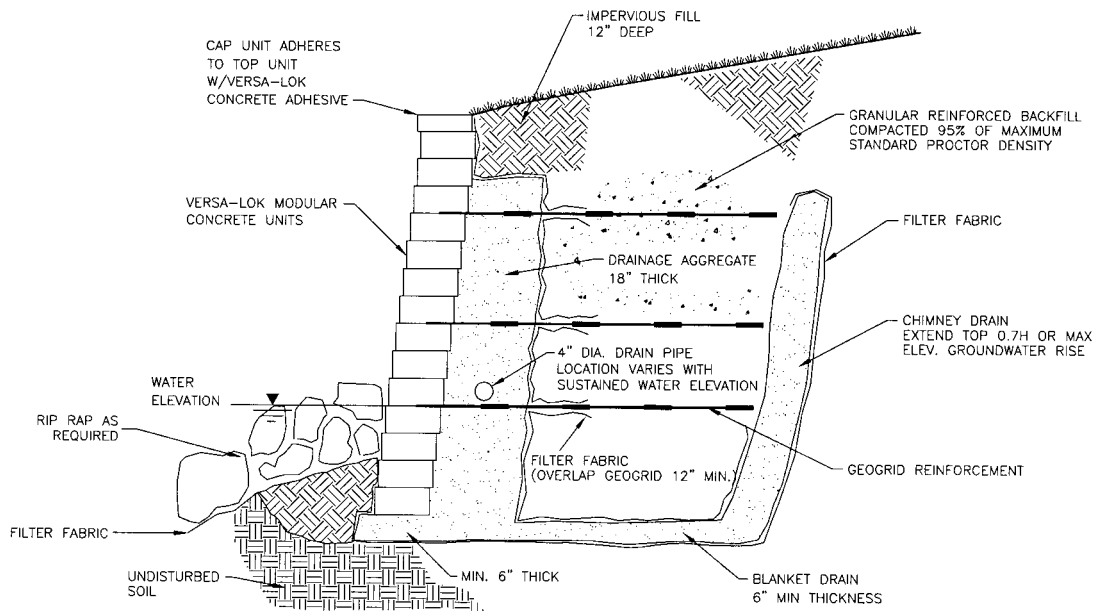 IMPERVIOUS FILL
12" DEEP
CAP UNIT ADHERES
TO TOP UNIT
W/VERSA-LOK
CONCRETE ADHESIVE
GRANULAR REINFORCED BACKFILL
COMPACTED 95% OF MAXIMUM
STANDARD PROCTOR DENSITY
VERSA-LOK MODULAR
CONCRETE UNITS
FILTER FABRIC
DRAINAGE AGGREGATE
18" THICK
CHIMNEY DRAIN
EXTEND TOP 0.7H OR MAX
ELEV. GROUNDWATER RISE
4" DIA. DRAIN PIPE
LOCATION VARIES WITH
SUSTAINED WATER ELEVATION
WATER
ELEVATION
RIP RAP AS
REQUIRED
FILTER FABRIC
(OVERLAP GEOGRID 12" MIN.)
GEOGRID REINFORCEMENT
FILTER FABRIC
UNDISTURBED
SOIL
MIN. 6" THICK
BLANKET DRAIN
6" MIN THICKNESS